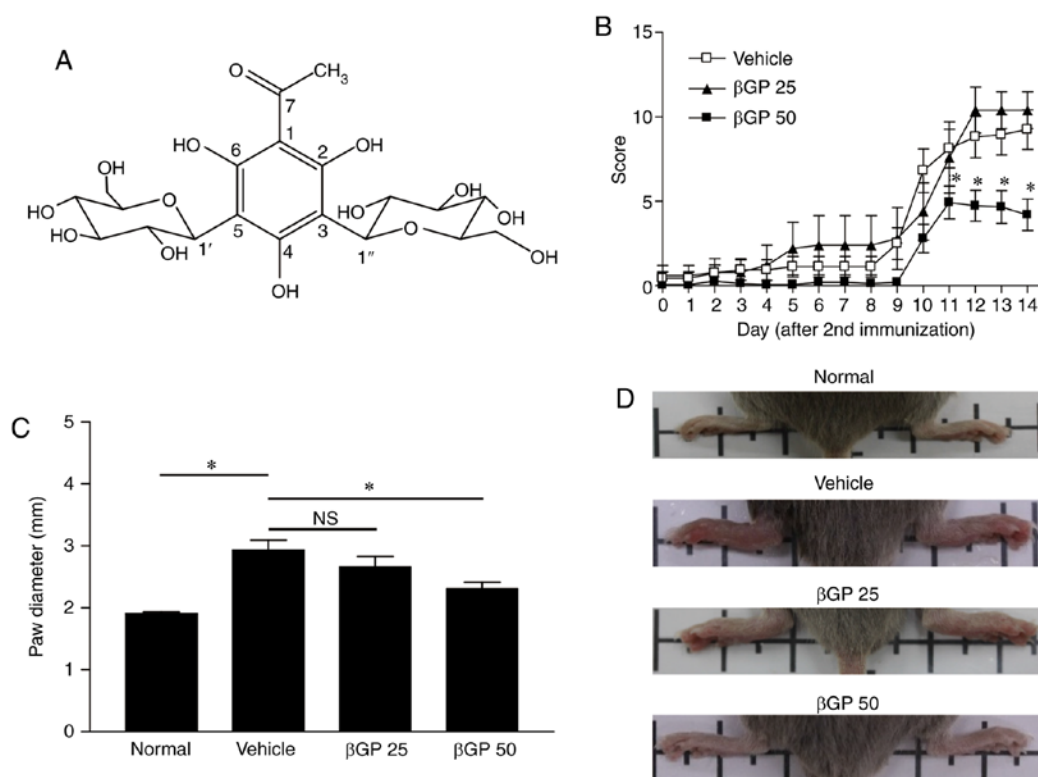 A
O
CH₃
7
1
HO
6
2
OH
OH
HO
HO
O
OH
1′
5
4
3
OH
HO
OH
OH
O
1″
OH
B
Vehicle
βGP 25
βGP 50
Score
15
10
5
0
* * * *
0 1 2 3 4 5 6 7 8 9 10 11 12 13 14
Day (after 2nd immunization)
C
Paw diameter (mm)
5
4
3
2
1
0
*
*
NS
Normal Vehicle βGP 25 βGP 50
D
Normal
Vehicle
βGP 25
βGP 50